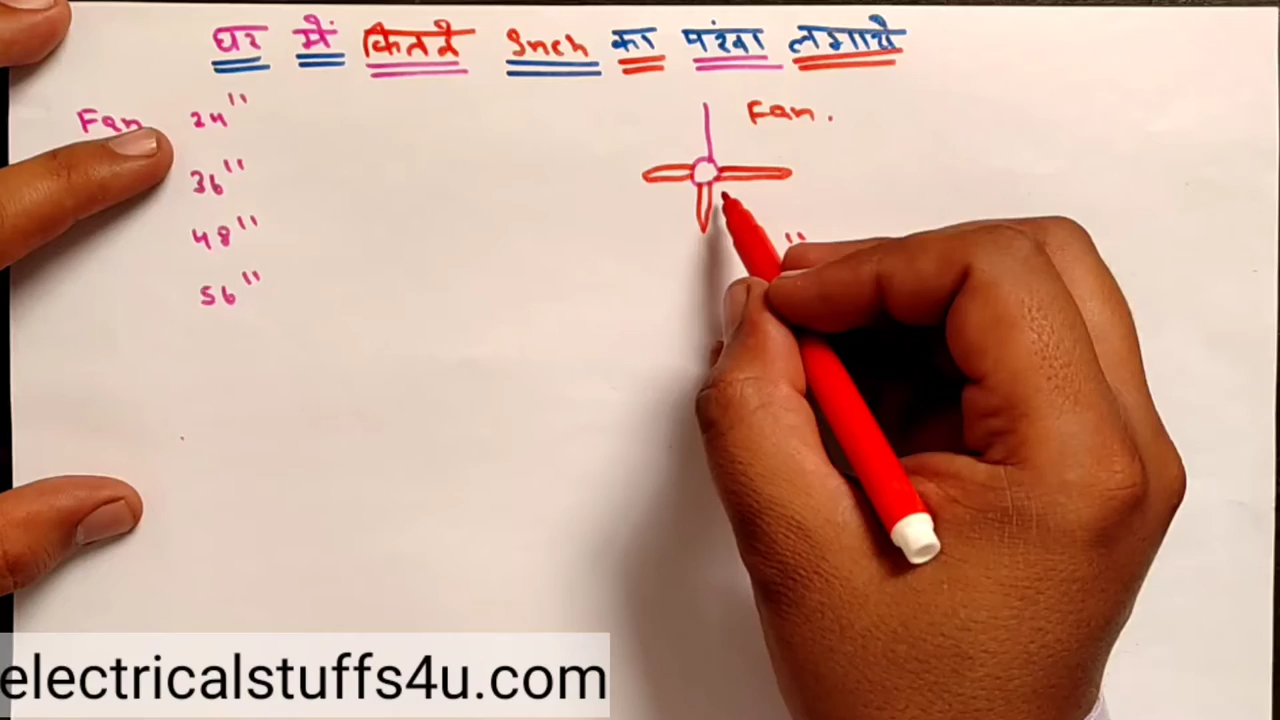 घर में कितने Inch का पंखा लगाये
Fan 24"
36"
48"
56"
Fan.
"
electricalstuffs4u.com